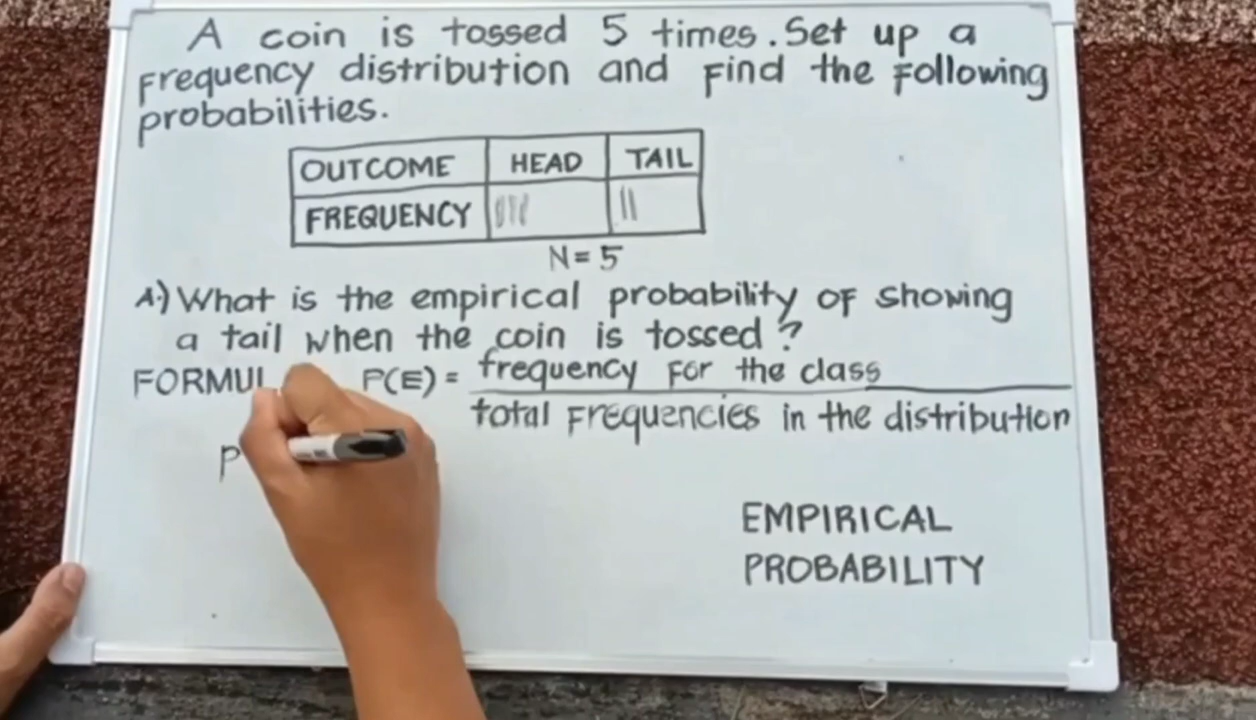 A coin is tossed 5 times. Set up a
Frequency distribution and Find the Following
probabilities.
OUTCOME HEAD TAIL
FREQUENCY ||| ||
N = 5
A.) What is the empirical probability of showing
a tail when the coin is tossed?
FORMUL P(E) = frequency For the class
total Frequencies in the distribution
P
EMPIRICAL
PROBABILITY